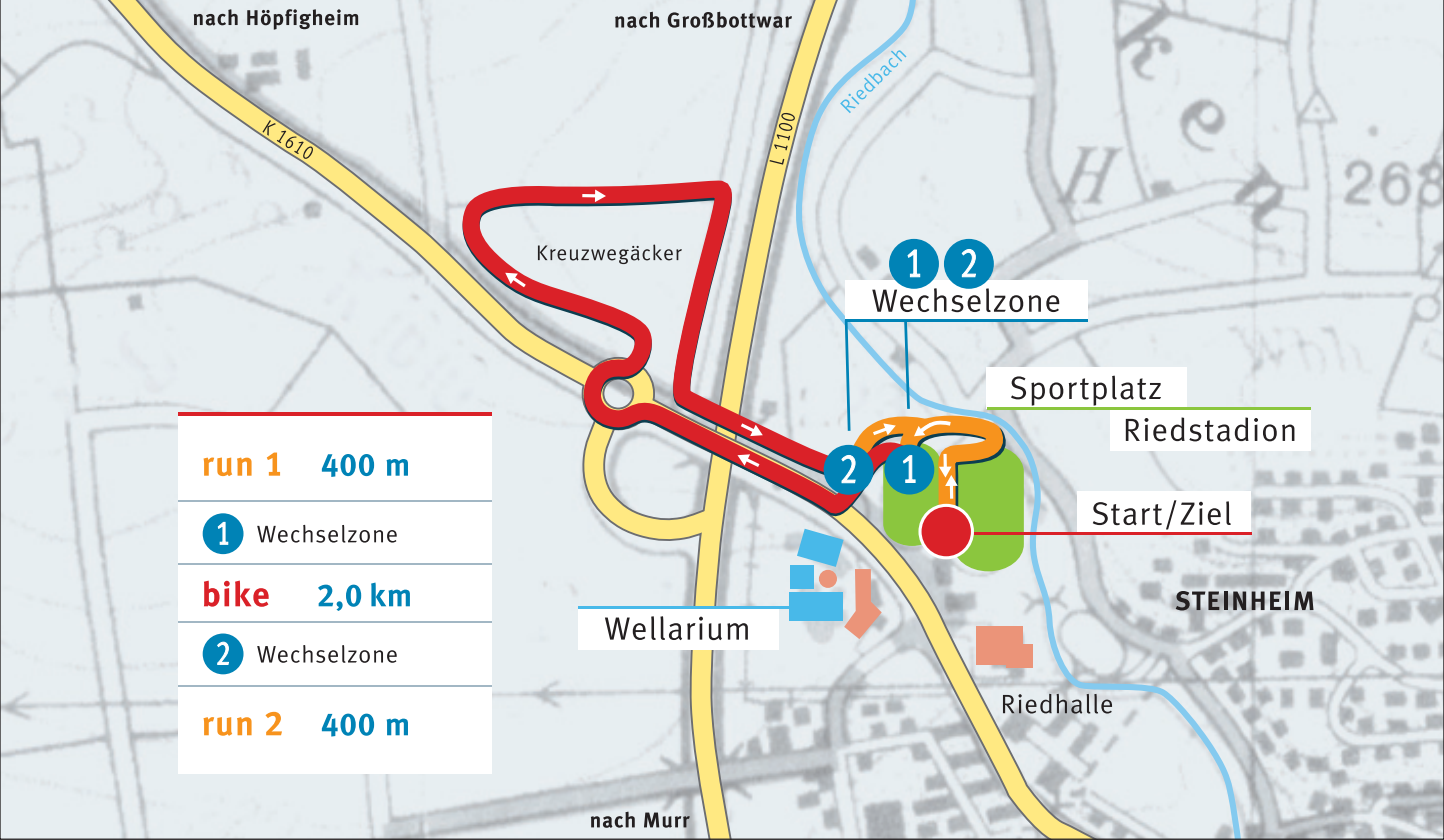 nach Höpfigheim
nach Großbottwar
Riedbach
K 1610
L 1100
k
e
n
H
268
Kreuzwegäcker
1 2
Wechselzone
Sportplatz
Riedstadion
2
1
Start/Ziel
run 1 400 m
1 Wechselzone
bike 2,0 km
2 Wechselzone
run 2 400 m
STEINHEIM
Wellarium
Riedhalle
nach Murr